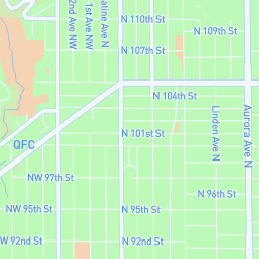 N 110th St
2nd Ave NW
1st Ave NW
atine Ave N
N 109th St
N 107th St
N 104th St
Linden Ave N
Aurora Ave N
N 101st St
QFC
NW 97th St
N 96th St
NW 95th St
N 95th St
W 92nd St
N 92nd St